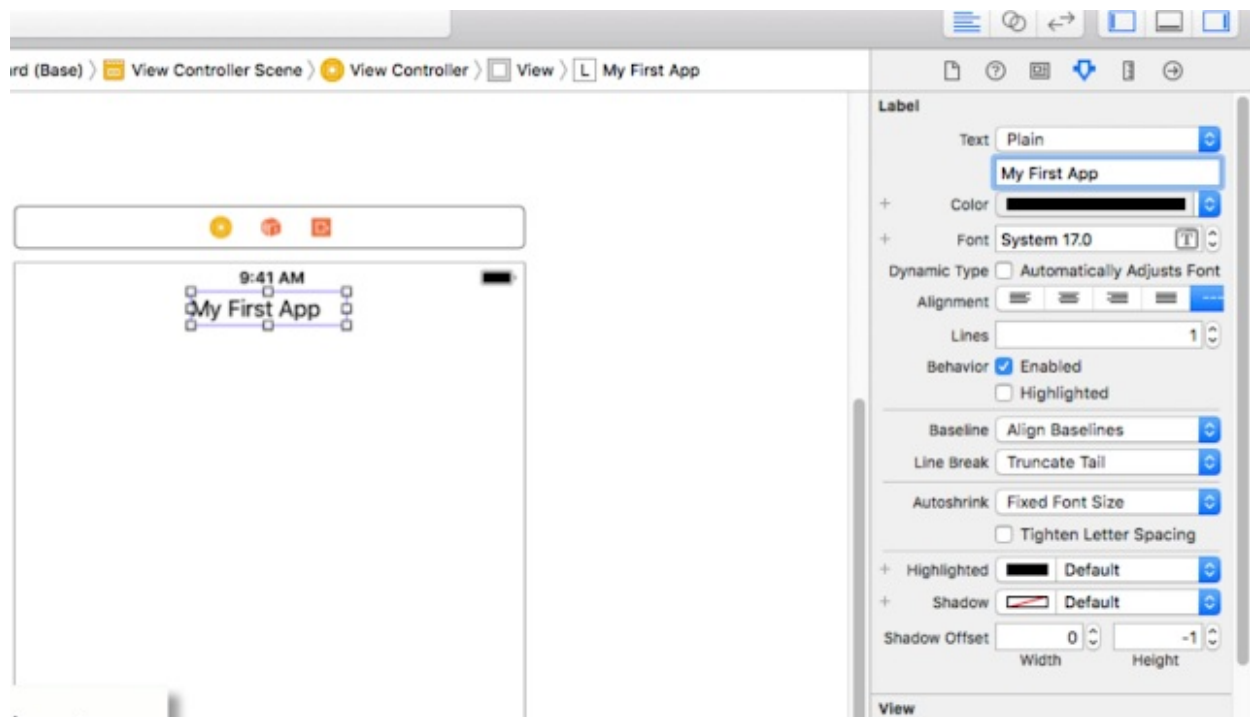 rd (Base) 〉 View Controller Scene 〉 View Controller 〉 View 〉 L My First App
9:41 AM
My First App
Label
Text Plain
My First App
+ Color
+ Font System 17.0 T
Dynamic Type Automatically Adjusts Font
Alignment
Lines 1
Behavior Enabled
Highlighted
Baseline Align Baselines
Line Break Truncate Tail
Autoshrink Fixed Font Size
Tighten Letter Spacing
+ Highlighted Default
+ Shadow Default
Shadow Offset 0 -1
Width Height
View